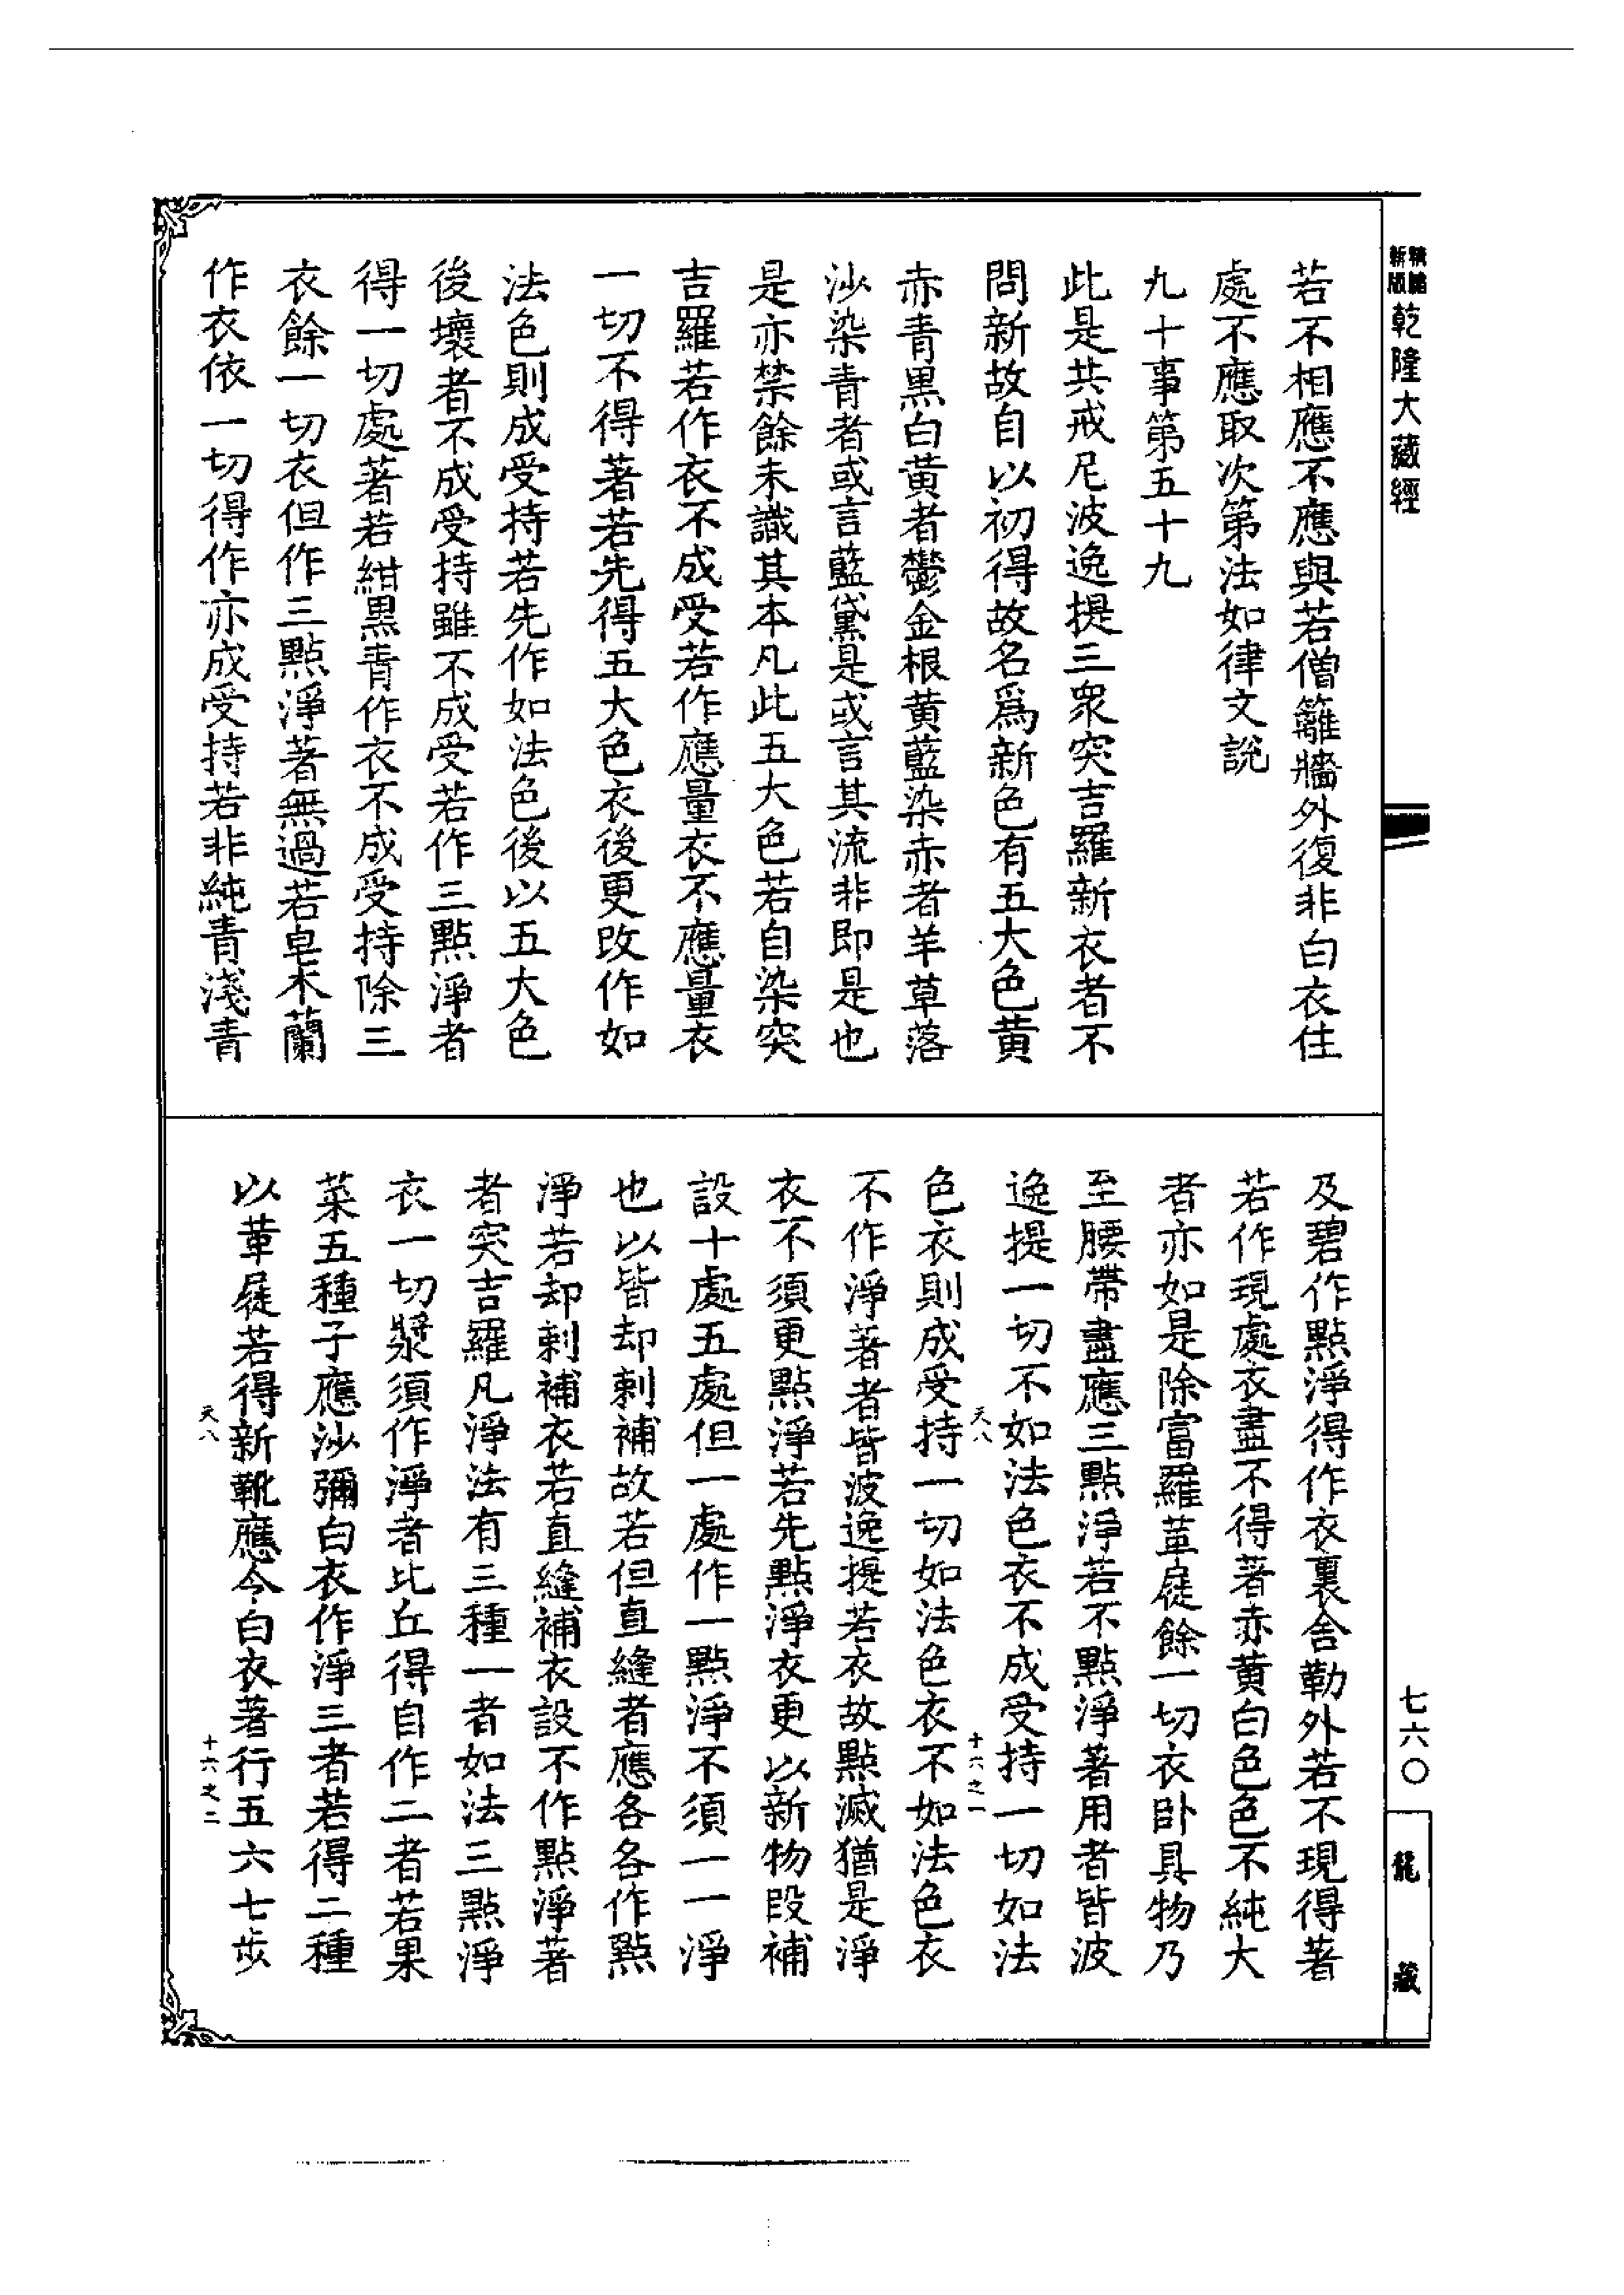 新版 精縮 乾隆大藏經
若不相應不應與若僧籬牆外復非白衣住
處不應取次第法如律文說
九十事第五十九
此是共戒尼波逸提三眾突吉羅新衣者不
問新故自以初得故名爲新色有五大色黃
赤青黑白黃者鬱金根黃藍染赤者羊草落
沙染青者或言藍黛是或言其流非即是也
是亦禁餘未識其本凡此五大色若自染突
吉羅若作衣不成受若作應量衣不應量衣
一切不得著若先得五大色衣後更改作如
法色則成受持若先作如法色後以五大色
後壞者不成受持雖不成受若作三點淨者
得一切處著若紺黑青作衣不成受持除三
衣餘一切衣但作三點淨著無過若皂木蘭
作衣依一切得作亦成受持若非純青淺青
及碧作點淨得作衣裏舍勒外若不現得著
若作現處衣盡不得著赤黃白色色不純大
者亦如是除富羅革屣餘一切衣卧具物乃
至腰帶盡應三點淨若不點淨著用者皆波
逸提一切不如法色衣不成受持一切如法
天八 十六之一
色衣則成受持一切如法色衣不如法色衣
不作淨著者皆波逸提若衣故點滅猶是淨
衣不須更點淨若先點淨衣更以新物段補
設十處五處但一處作一點淨不須一一淨
也以皆却刺補故若但直縫者應各各作點
淨若却刺補衣若直縫補衣設不作點淨著
者突吉羅凡淨法有三種一者如法三點淨
衣一切漿須作淨者比丘得自作二者若果
菜五種子應沙彌白衣作淨三者若得二種
以革屣若得新靴應令白衣著行五六七步
天八 十六之二
七六〇
龍藏